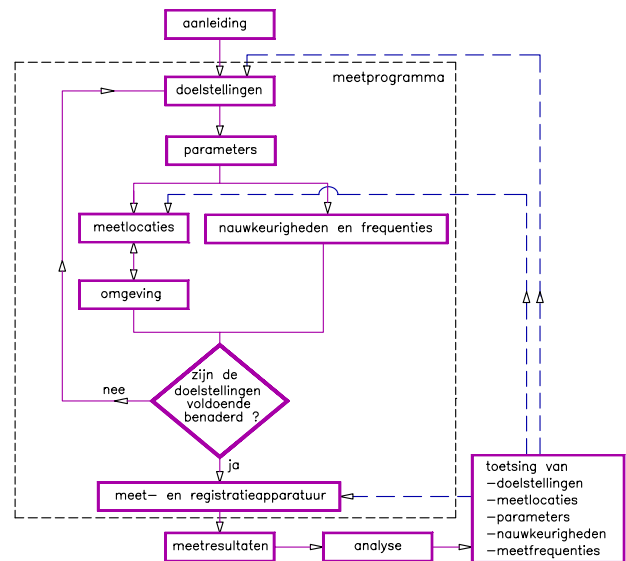 aanleiding
meetprogramma
doelstellingen
parameters
meetlocaties
nauwkeurigheden en frequenties
omgeving
zijn de
doelstellingen
voldoende
benaderd ?
nee
ja
meet- en registratieapparatuur
toetsing van
-doelstellingen
-meetlocaties
-parameters
-nauwkeurigheden
-meetfrequenties
meetresultaten
analyse